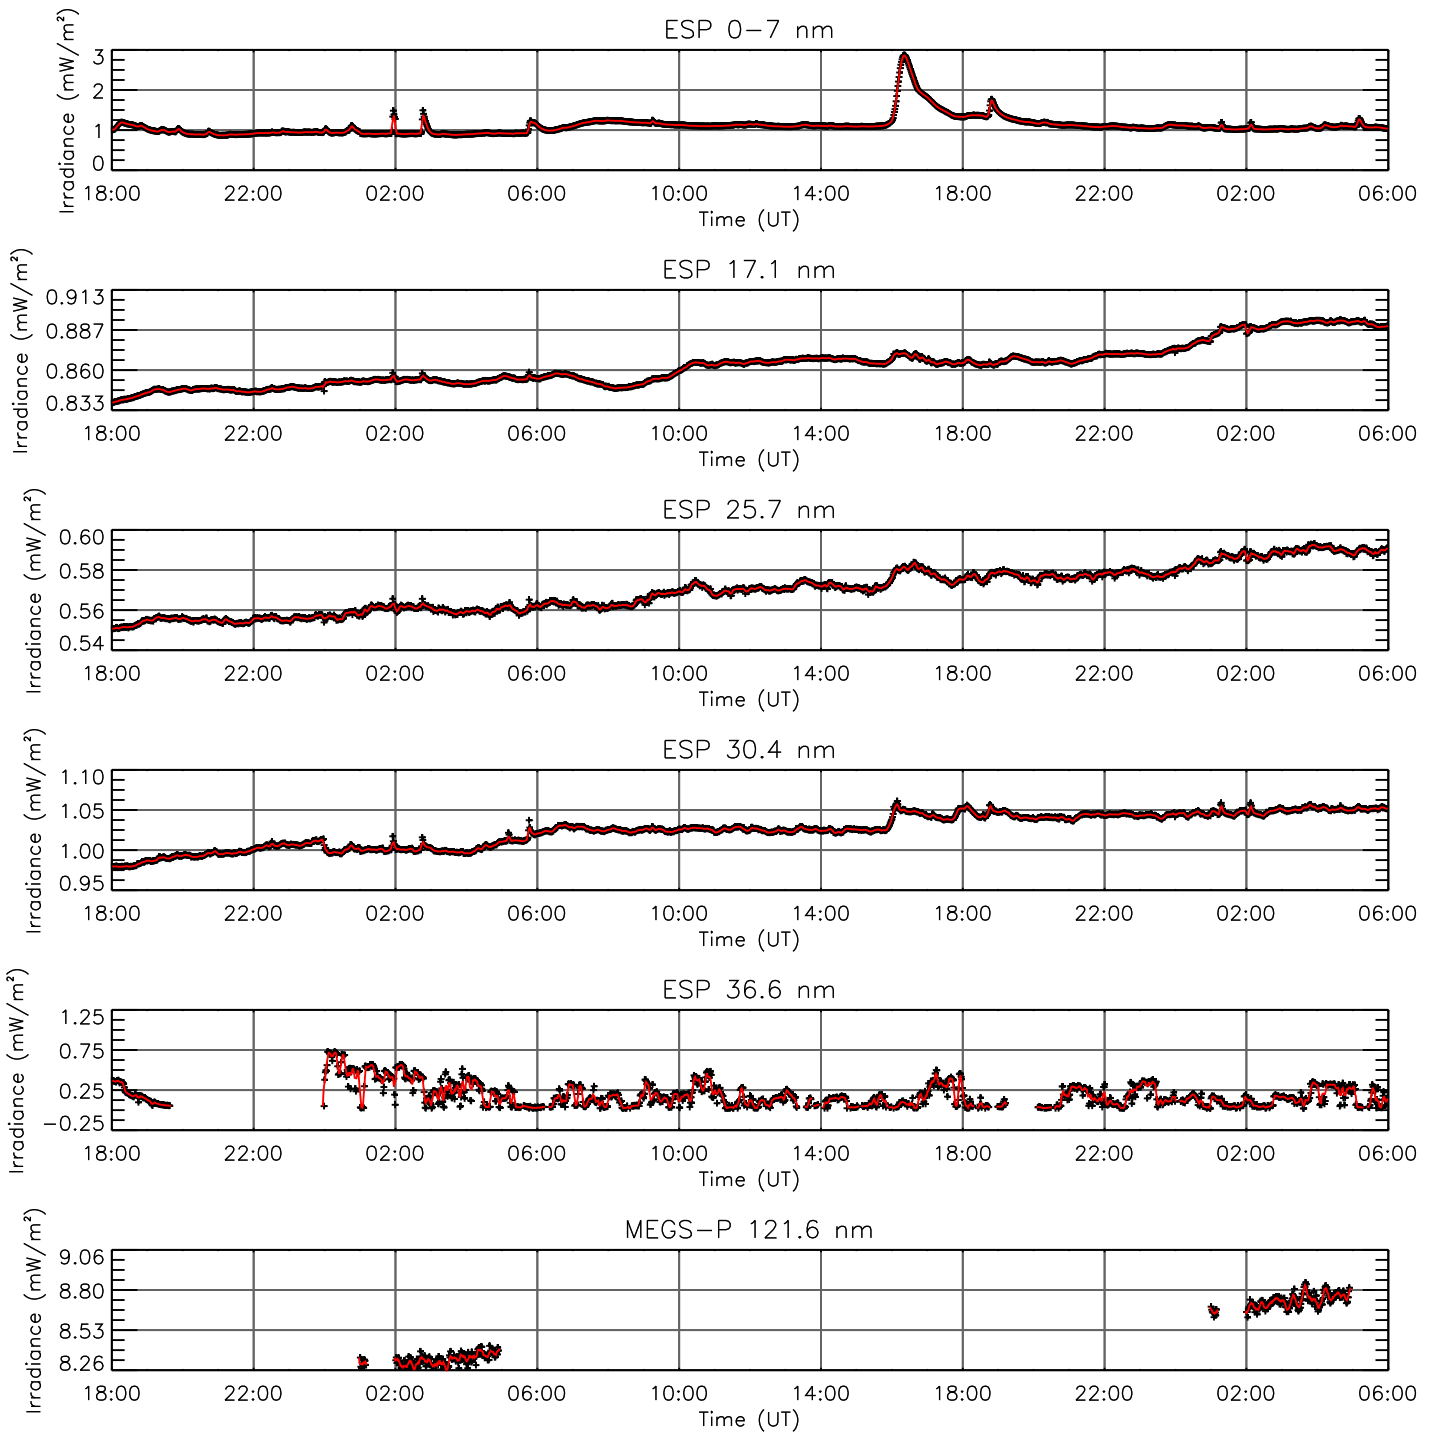 ESP 0-7 nm
Irradiance (mW/m²)
3
2
1
0
18:00 22:00 02:00 06:00 10:00 14:00 18:00 22:00 02:00 06:00
Time (UT)
ESP 17.1 nm
Irradiance (mW/m²)
0.913
0.887
0.860
0.833
18:00 22:00 02:00 06:00 10:00 14:00 18:00 22:00 02:00 06:00
Time (UT)
ESP 25.7 nm
Irradiance (mW/m²)
0.60
0.58
0.56
0.54
18:00 22:00 02:00 06:00 10:00 14:00 18:00 22:00 02:00 06:00
Time (UT)
ESP 30.4 nm
Irradiance (mW/m²)
1.10
1.05
1.00
0.95
18:00 22:00 02:00 06:00 10:00 14:00 18:00 22:00 02:00 06:00
Time (UT)
ESP 36.6 nm
Irradiance (mW/m²)
1.25
0.75
0.25
-0.25
18:00 22:00 02:00 06:00 10:00 14:00 18:00 22:00 02:00 06:00
Time (UT)
MEGS-P 121.6 nm
Irradiance (mW/m²)
9.06
8.80
8.53
8.26
18:00 22:00 02:00 06:00 10:00 14:00 18:00 22:00 02:00 06:00
Time (UT)